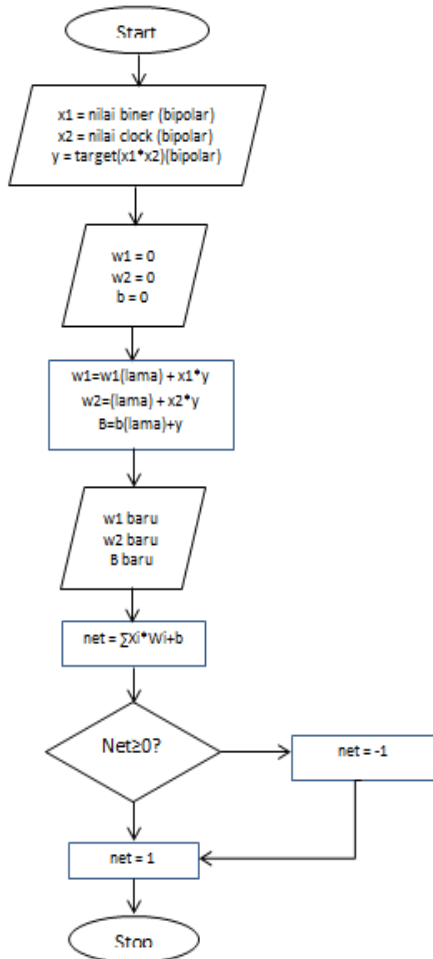 Start
x1 = nilai biner (bipolar)
x2 = nilai clock (bipolar)
y = target(x1*x2)(bipolar)
w1 = 0
w2 = 0
b = 0
w1=w1(lama) + x1*y
w2=(lama) + x2*y
B=b(lama)+y
w1 baru
w2 baru
B baru
net = ∑Xi*Wi+b
Net≥0?
net = -1
net = 1
Stop